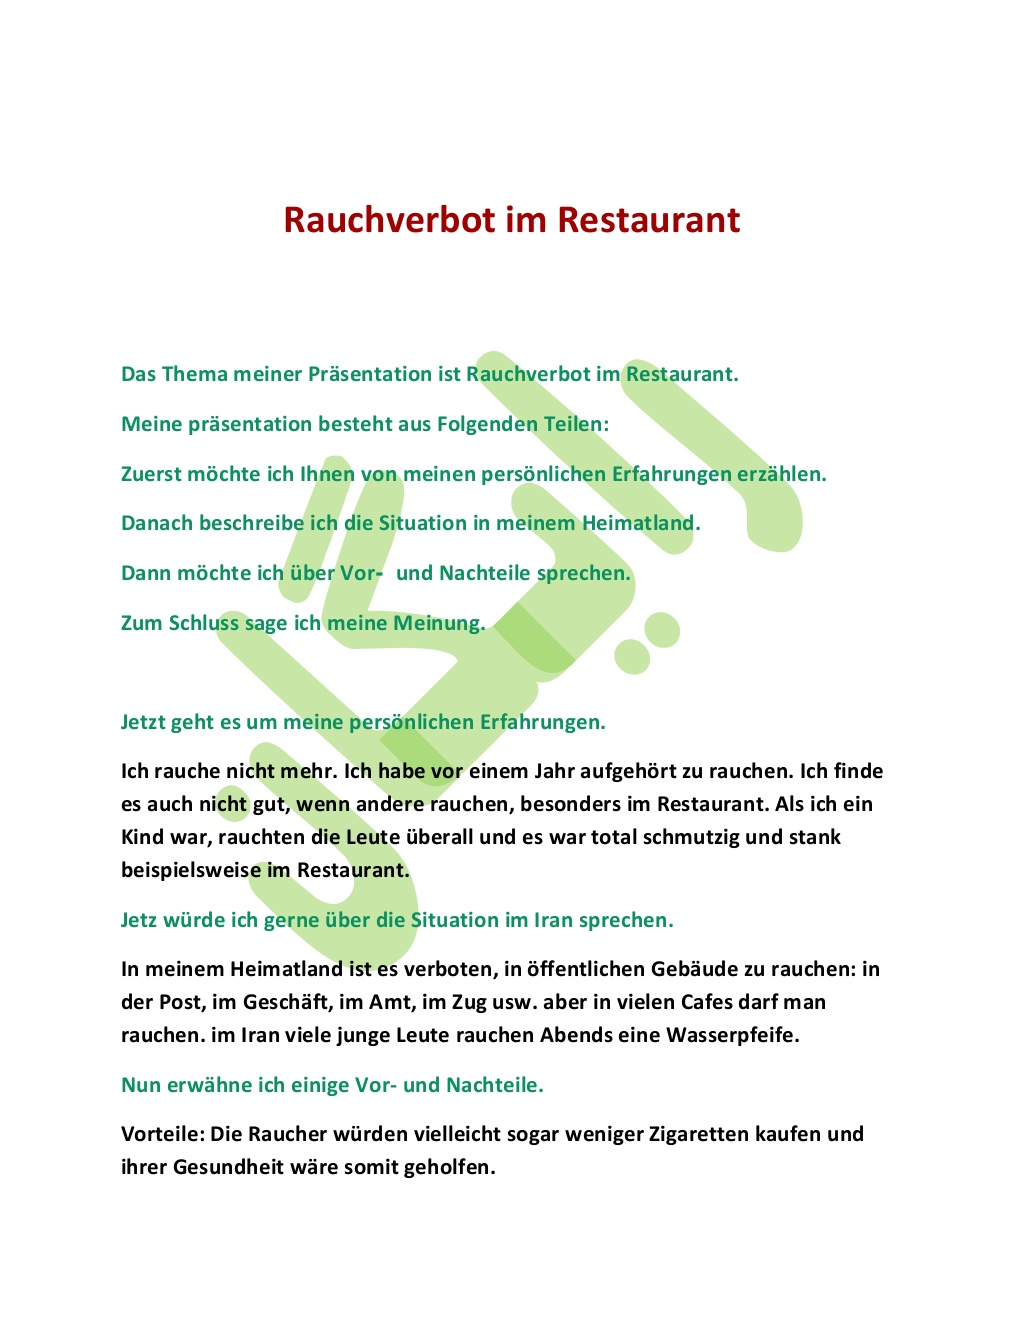 Rauchverbot im Restaurant
Das Thema meiner Präsentation ist Rauchverbot im Restaurant.
Meine präsentation besteht aus Folgenden Teilen:
Zuerst möchte ich Ihnen von meinen persönlichen Erfahrungen erzählen.
Danach beschreibe ich die Situation in meinem Heimatland.
Dann möchte ich über Vor-  und Nachteile sprechen.
Zum Schluss sage ich meine Meinung.
Jetzt geht es um meine persönlichen Erfahrungen.
Ich rauche nicht mehr. Ich habe vor einem Jahr aufgehört zu rauchen. Ich finde
es auch nicht gut, wenn andere rauchen, besonders im Restaurant. Als ich ein
Kind war, rauchten die Leute überall und es war total schmutzig und stank
beispielsweise im Restaurant.
Jetz würde ich gerne über die Situation im Iran sprechen.
In meinem Heimatland ist es verboten, in öffentlichen Gebäude zu rauchen: in
der Post, im Geschäft, im Amt, im Zug usw. aber in vielen Cafes darf man
rauchen. im Iran viele junge Leute rauchen Abends eine Wasserpfeife.
Nun erwähne ich einige Vor- und Nachteile.
Vorteile: Die Raucher würden vielleicht sogar weniger Zigaretten kaufen und
ihrer Gesundheit wäre somit geholfen.